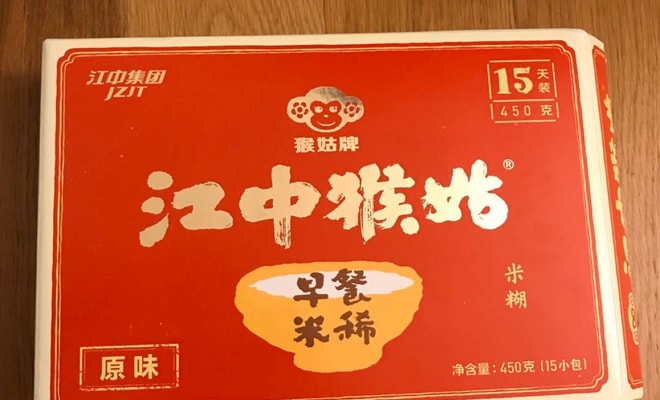 江中集团
JZJT
15天装
450克
猴姑牌
江中猴姑®
早餐
米稀
米糊
原味
净含量：450克（15小包）